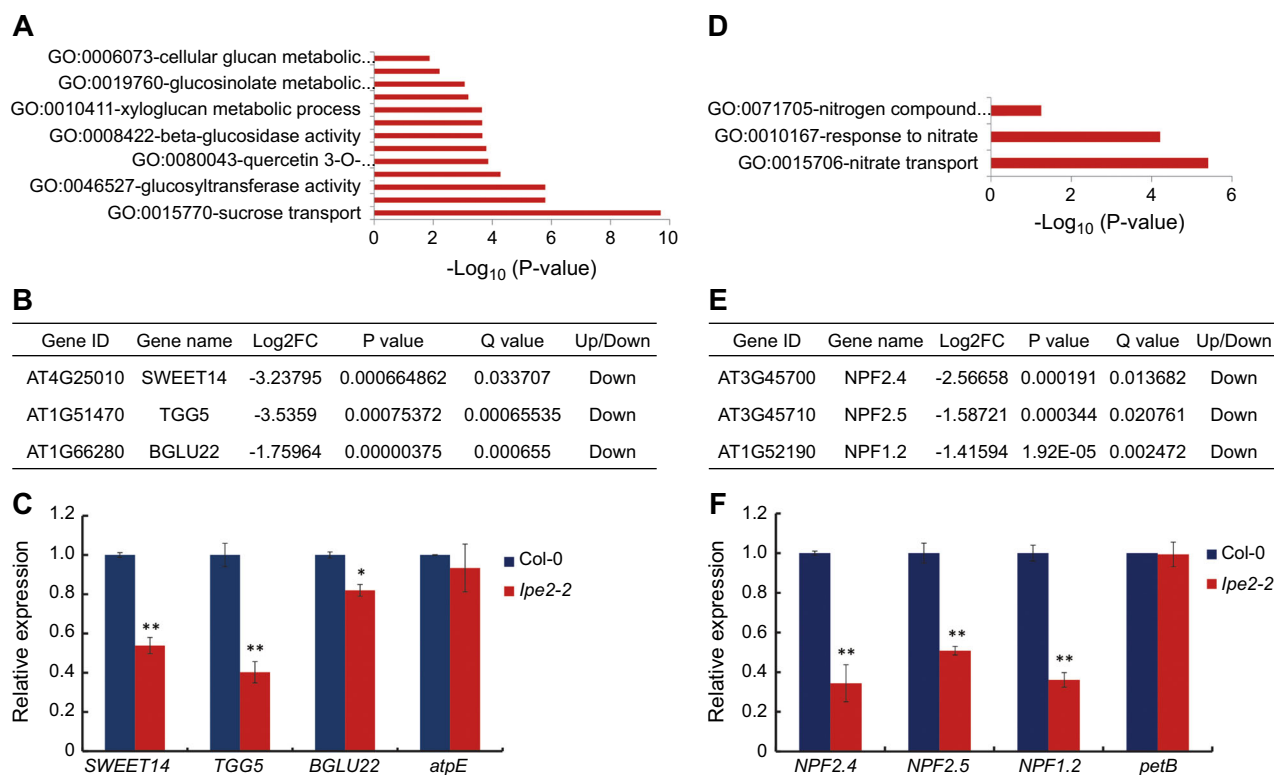 A
GO:0006073-cellular glucan metabolic...
GO:0019760-glucosinolate metabolic...
GO:0010411-xyloglucan metabolic process
GO:0008422-beta-glucosidase activity
GO:0080043-quercetin 3-O-...
GO:0046527-glucosyltransferase activity
GO:0015770-sucrose transport
0 2 4 6 8 10
-Log10 (P-value)
D
GO:0071705-nitrogen compound...
GO:0010167-response to nitrate
GO:0015706-nitrate transport
0 2 4 6
-Log10 (P-value)
B
Gene ID Gene name Log2FC P value Q value Up/Down
AT4G25010 SWEET14 -3.23795 0.000664862 0.033707 Down
AT1G51470 TGG5 -3.5359 0.00075372 0.00065535 Down
AT1G66280 BGLU22 -1.75964 0.00000375 0.000655 Down
E
Gene ID Gene name Log2FC P value Q value Up/Down
AT3G45700 NPF2.4 -2.56658 0.000191 0.013682 Down
AT3G45710 NPF2.5 -1.58721 0.000344 0.020761 Down
AT1G52190 NPF1.2 -1.41594 1.92E-05 0.002472 Down
C
Relative expression
1.2
1.0
0.8
0.6
0.4
0.2
0
** ** *
SWEET14 TGG5 BGLU22 atpE
Col-0
lpe2-2
F
Relative expression
1.2
1.0
0.8
0.6
0.4
0.2
0
** ** **
NPF2.4 NPF2.5 NPF1.2 petB
Col-0
lpe2-2